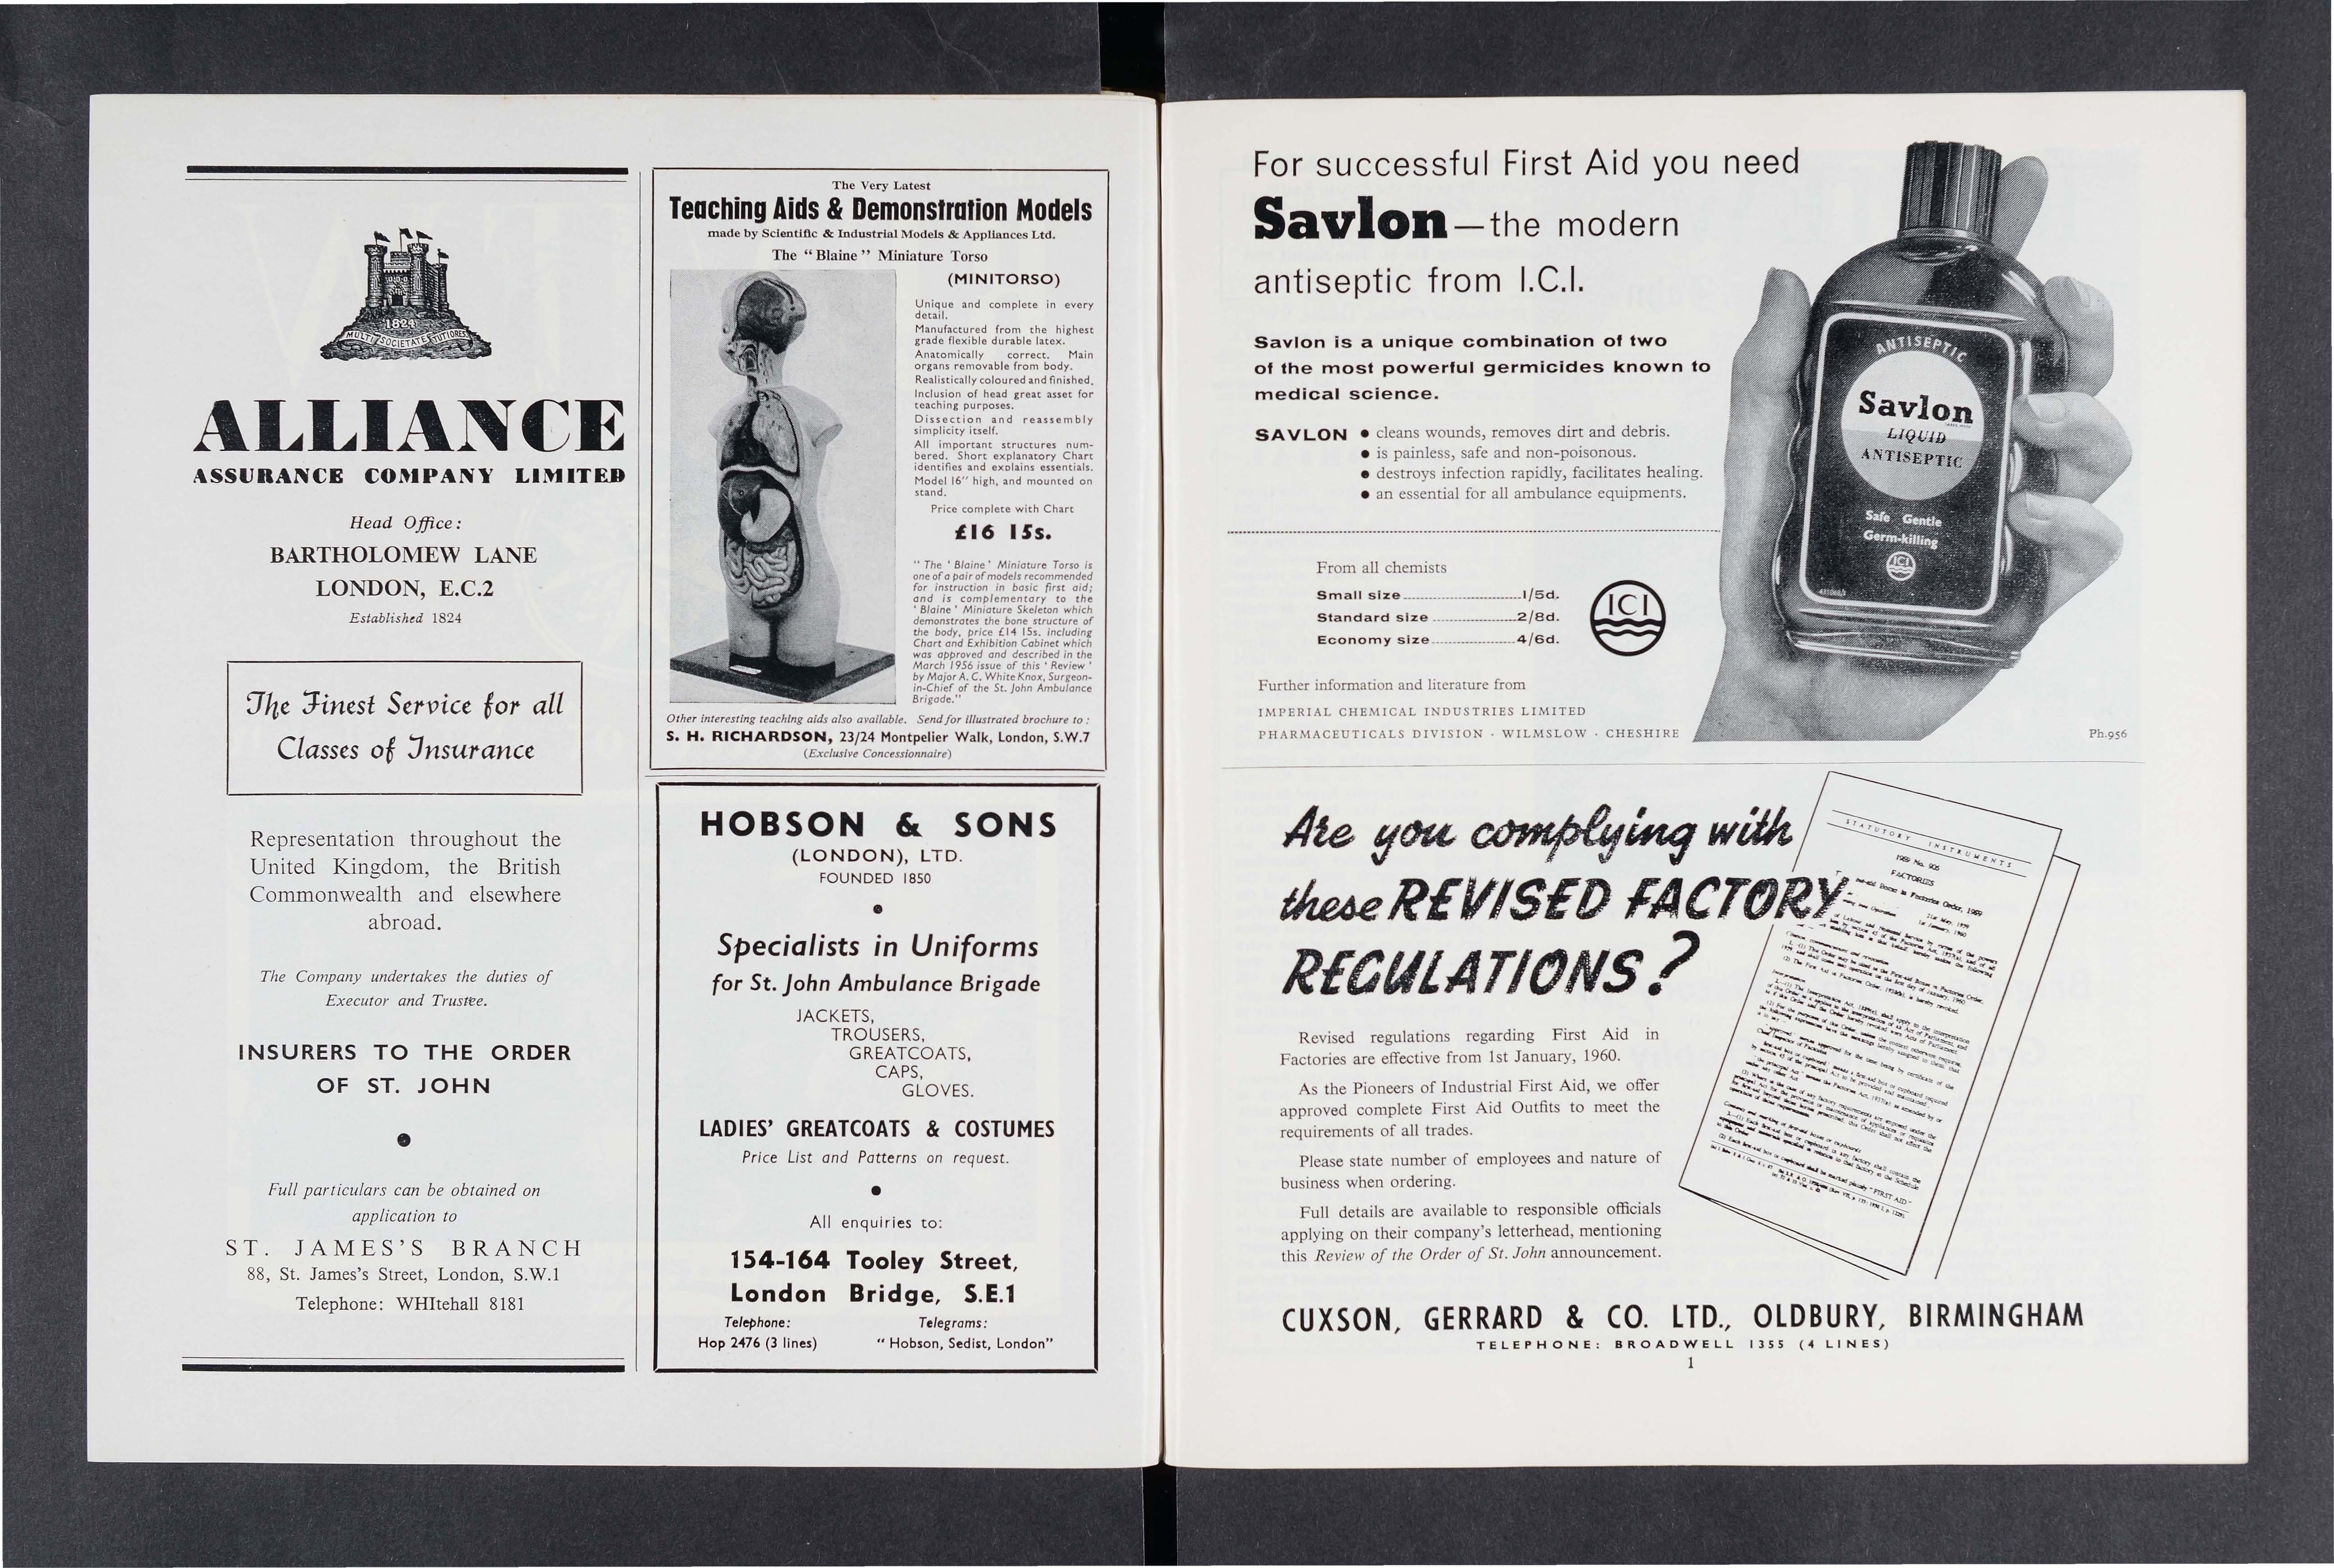 1824
MULTI SOCIETATE TUTIORES
ALLIANCE
ASSURANCE COMPANY LIMITED
Head Office:
BARTHOLOMEW LANE
LONDON, E.C.2
Established 1824
The Finest Service for all
Classes of Insurance
Representation throughout the
United Kingdom, the British
Commonwealth and elsewhere
abroad.
The Company undertakes the duties of
Executor and Trustee.
INSURERS TO THE ORDER
OF ST. JOHN
Full particulars can be obtained on
application to
ST. JAMES'S BRANCH
88, St. James's Street, London, S.W.1
Telephone: WHItehall 8181
The Very Latest
Teaching Aids & Demonstration Models
made by Scientific & Industrial Models & Appliances Ltd.
The "Blaine" Miniature Torso
(MINITORSO)
Unique and complete in every
detail.
Manufactured from the highest
grade flexible durable latex.
Anatomically correct. Main
organs removable from body.
Realistically coloured and finished.
Inclusion of head great asset for
teaching purposes.
Dissection and reassembly
simplicity itself.
All important structures num-
bered. Short explanatory Chart
identifies and explains essentials.
Model 16" high, and mounted on
stand.
Price complete with Chart
£16 15s.
"The 'Blaine' Miniature Torso is
one of a pair of models recommended
for instruction in basic first aid;
and is complementary to the
'Blaine' Miniature Skeleton which
demonstrates the bone structure of
the body, price £14 15s. including
Chart and Exhibition Cabinet which
was approved and described in the
March 1956 issue of this 'Review'
by Major A. C. White Knox, Surgeon-
in-Chief of the St. John Ambulance
Brigade."
Other interesting teaching aids also available. Send for illustrated brochure to:
S. H. RICHARDSON, 23/24 Montpelier Walk, London, S.W.7
(Exclusive Concessionnaire)
HOBSON & SONS
(LONDON), LTD.
FOUNDED 1850
Specialists in Uniforms
for St. John Ambulance Brigade
JACKETS,
TROUSERS,
GREATCOATS,
CAPS,
GLOVES.
LADIES' GREATCOATS & COSTUMES
Price List and Patterns on request.
All enquiries to:
154-164 Tooley Street,
London Bridge, S.E.1
Telephone: Telegrams:
Hop 2476 (3 lines) "Hobson, Sedist, London"
For successful First Aid you need
Savlon—the modern
antiseptic from I.C.I.
Savlon is a unique combination of two
of the most powerful germicides known to
medical science.
SAVLON • cleans wounds, removes dirt and debris.
• is painless, safe and non-poisonous.
• destroys infection rapidly, facilitates healing.
• an essential for all ambulance equipments.
From all chemists
Small size 1/5d.
Standard size 2/8d.
Economy size 4/6d.
ICI
Further information and literature from
IMPERIAL CHEMICAL INDUSTRIES LIMITED
PHARMACEUTICALS DIVISION · WILMSLOW · CHESHIRE
Ph.956
ANTISEPTIC
Savlon
LIQUID
ANTISEPTIC
Safe Gentle
Germ-killing
ICI
Are you complying with
these REVISED FACTORY
REGULATIONS?
Revised regulations regarding First Aid in
Factories are effective from 1st January, 1960.
As the Pioneers of Industrial First Aid, we offer
approved complete First Aid Outfits to meet the
requirements of all trades.
Please state number of employees and nature of
business when ordering.
Full details are available to responsible officials
applying on their company's letterhead, mentioning
this Review of the Order of St. John announcement.
STATUTORY INSTRUMENTS
FACTORIES
CUXSON, GERRARD & CO. LTD., OLDBURY, BIRMINGHAM
TELEPHONE: BROADWELL 1355 (4 LINES)
1